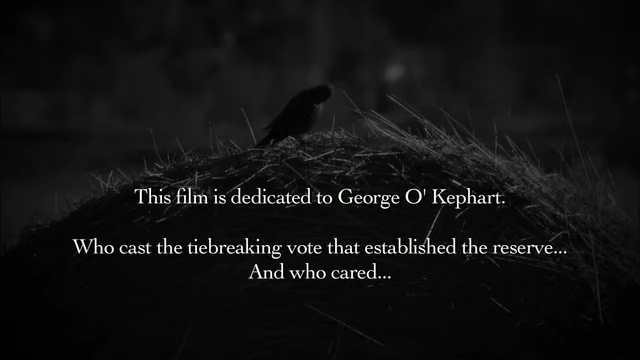 This film is dedicated to George O' Kephart.
Who cast the tiebreaking vote that established the reserve...
And who cared...